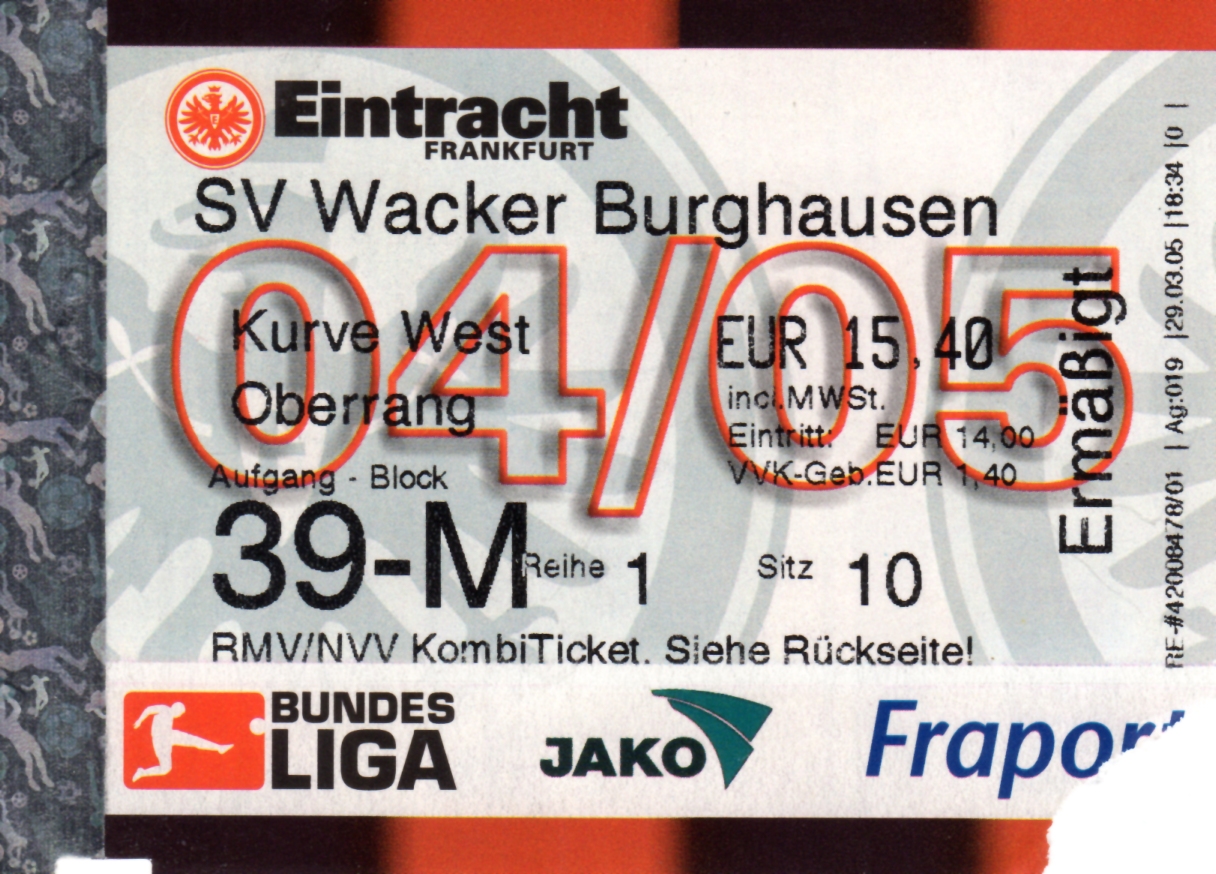 Eintracht
FRANKFURT
SV Wacker Burghausen
04/05
Kurve West
Oberrang
EUR 15,40
incl.MWSt.
Eintritt: EUR 14,00
VVK-Geb.EUR 1,40
Ermäßigt
Aufgang - Block
39-M Reihe 1 Sitz 10
RMV/NVV KombiTicket. Siehe Rückseite!
RE-#42008478/01 | Ag:019 |29.03.05 |18:34 |0 |
BUNDES
LIGA
JAKO
Fraport